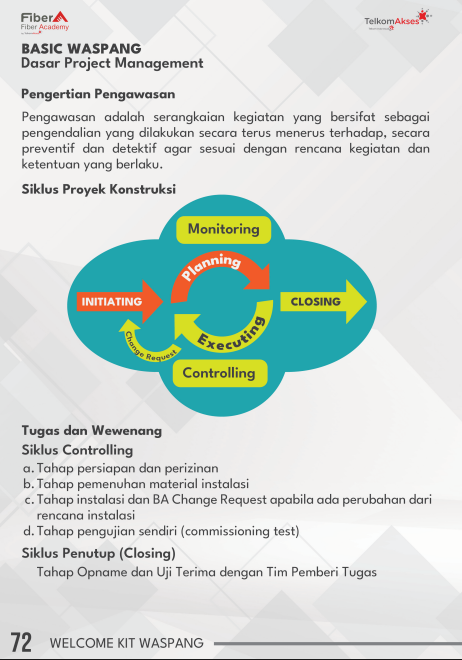 FiberA
Fiber Academy
TelkomAkses
BASIC WASPANG
Dasar Project Management
Pengertian Pengawasan
Pengawasan adalah serangkaian kegiatan yang bersifat sebagai
pengendalian yang dilakukan secara terus menerus terhadap, secara
preventif dan detektif agar sesuai dengan rencana kegiatan dan
ketentuan yang berlaku.
Siklus Proyek Konstruksi
Monitoring
Planning
INITIATING
CLOSING
Executing
Change Request
Controlling
Tugas dan Wewenang
Siklus Controlling
a. Tahap persiapan dan perizinan
b. Tahap pemenuhan material instalasi
c. Tahap instalasi dan BA Change Request apabila ada perubahan dari
rencana instalasi
d. Tahap pengujian sendiri (commissioning test)
Siklus Penutup (Closing)
Tahap Opname dan Uji Terima dengan Tim Pemberi Tugas
72 WELCOME KIT WASPANG